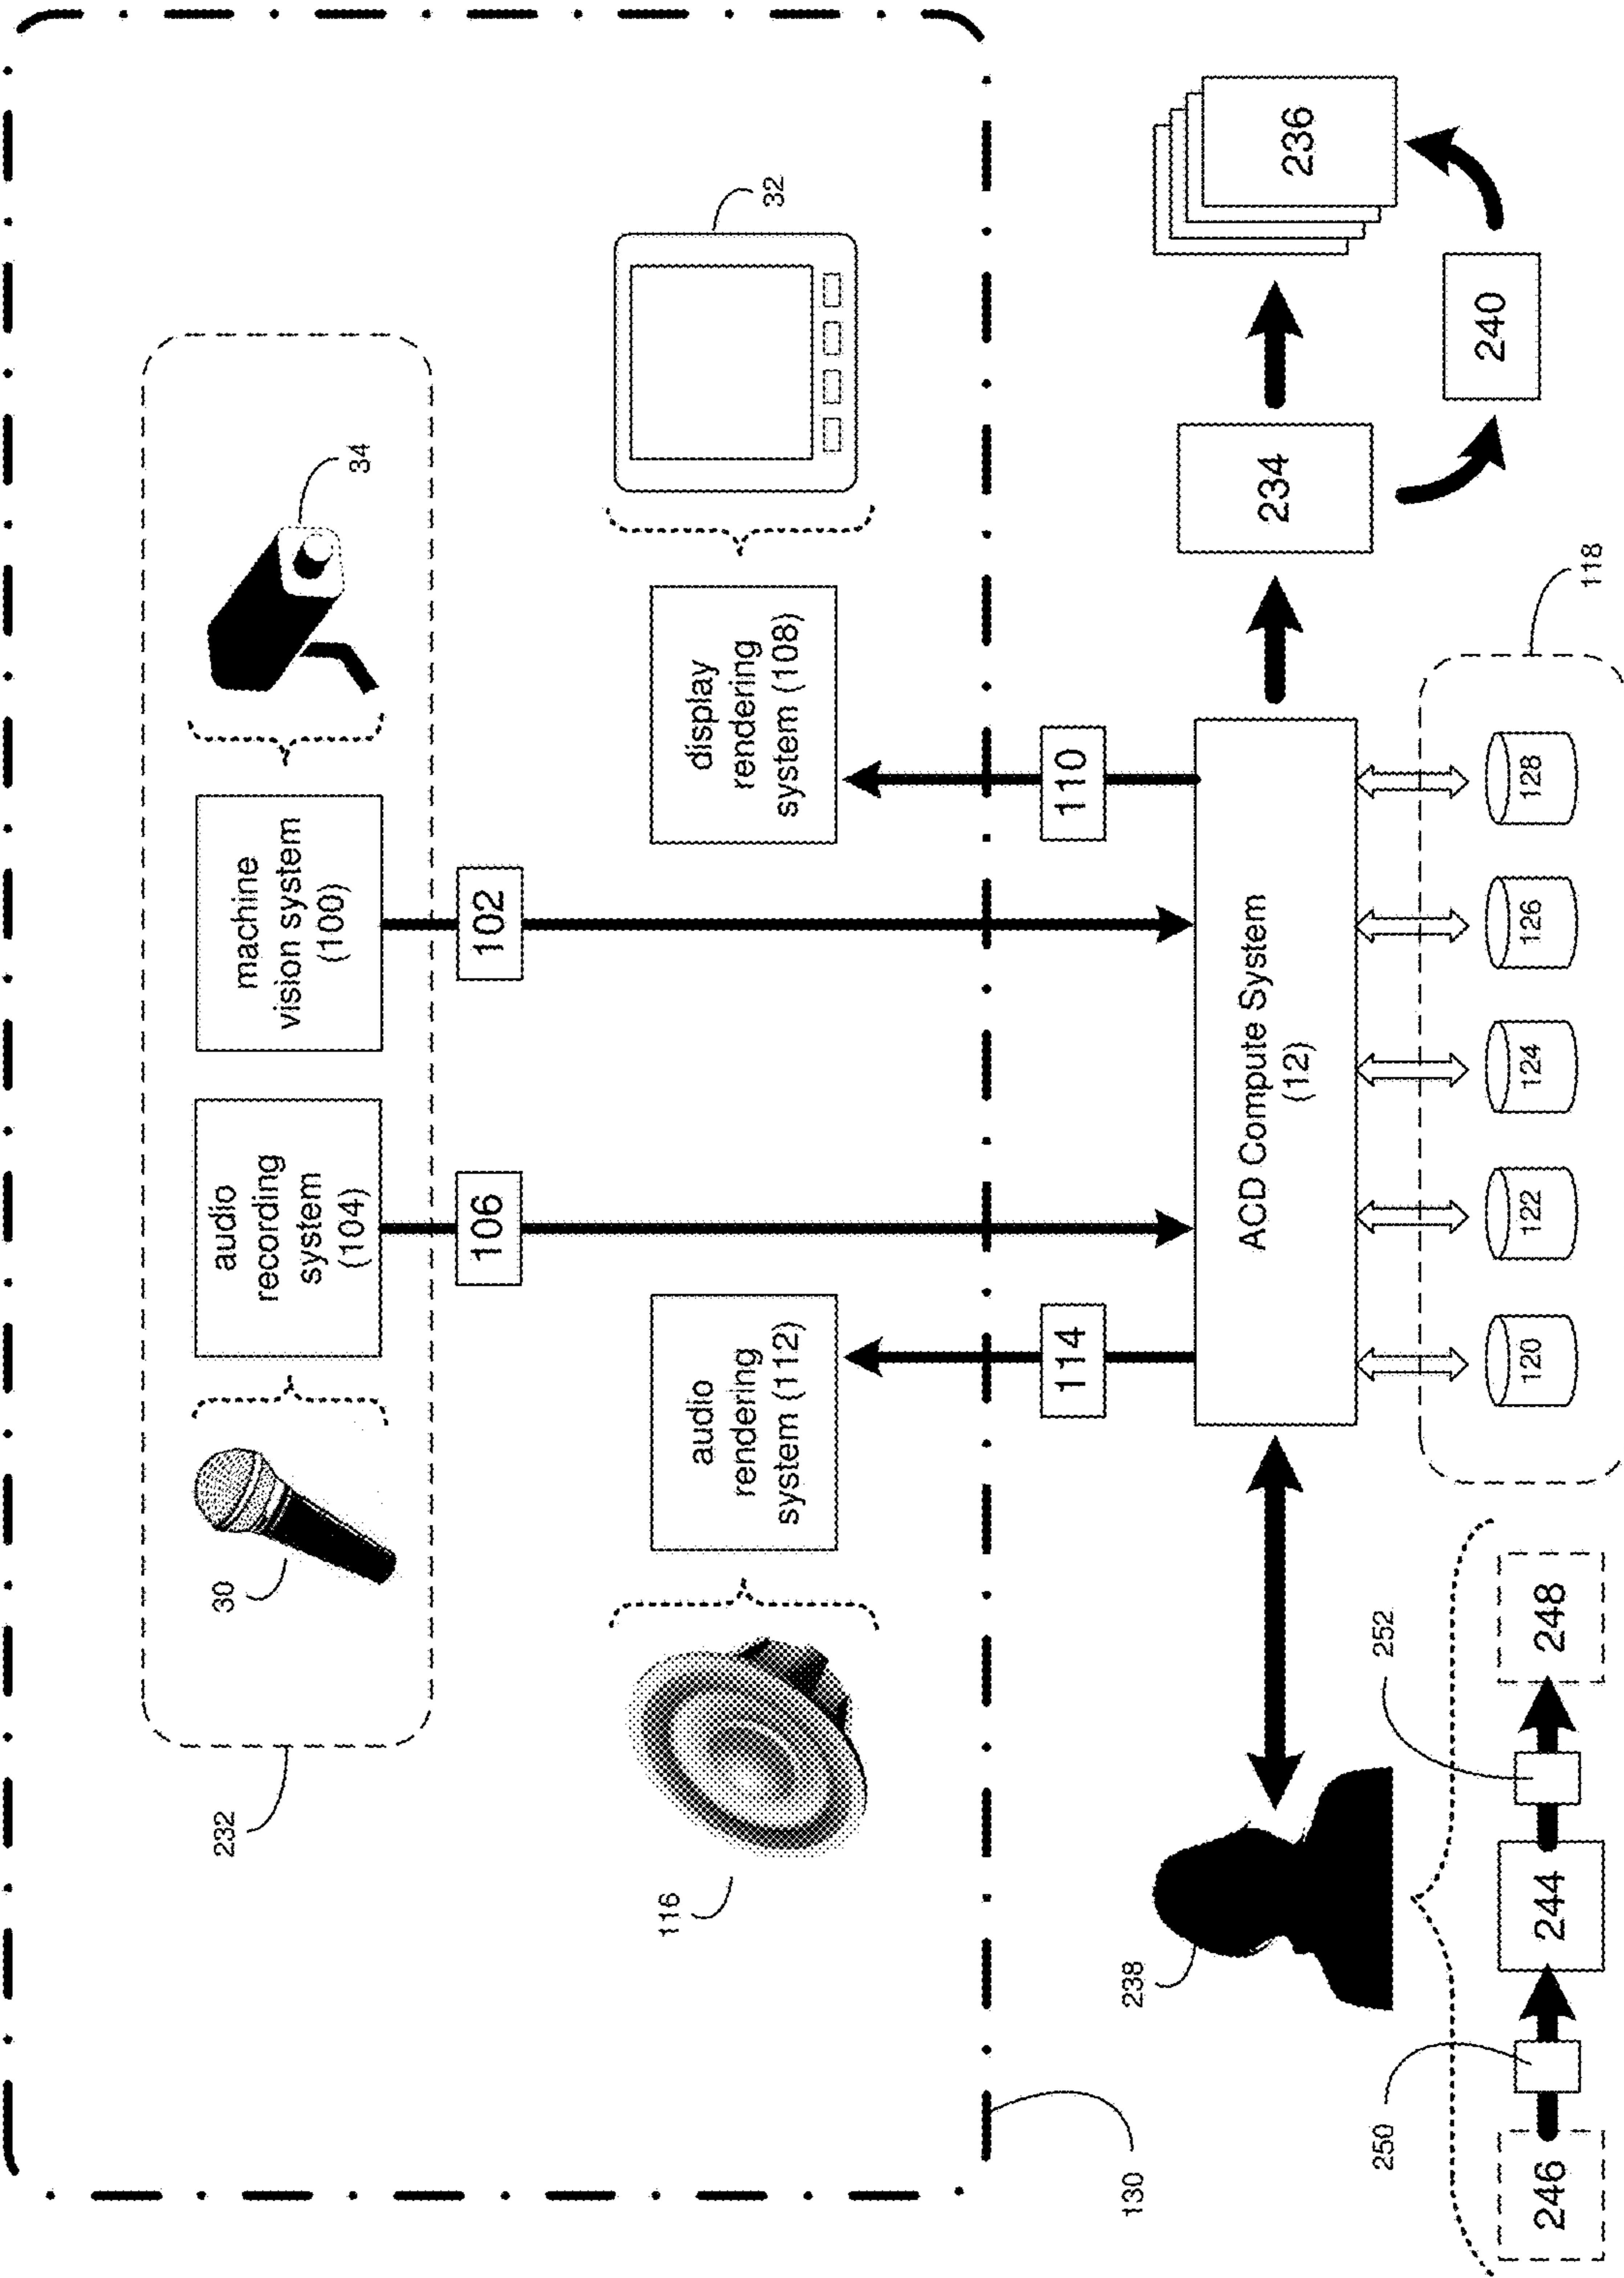 232
30
audio
recording
system
(104)
machine
vision system
(100)
34
106
102
116
audio
rendering
system (112)
display
rendering
system (108)
32
130
114
110
238
ACD Compute System
(12)
234
236
240
118
250
252
246
244
248
120
122
124
126
128